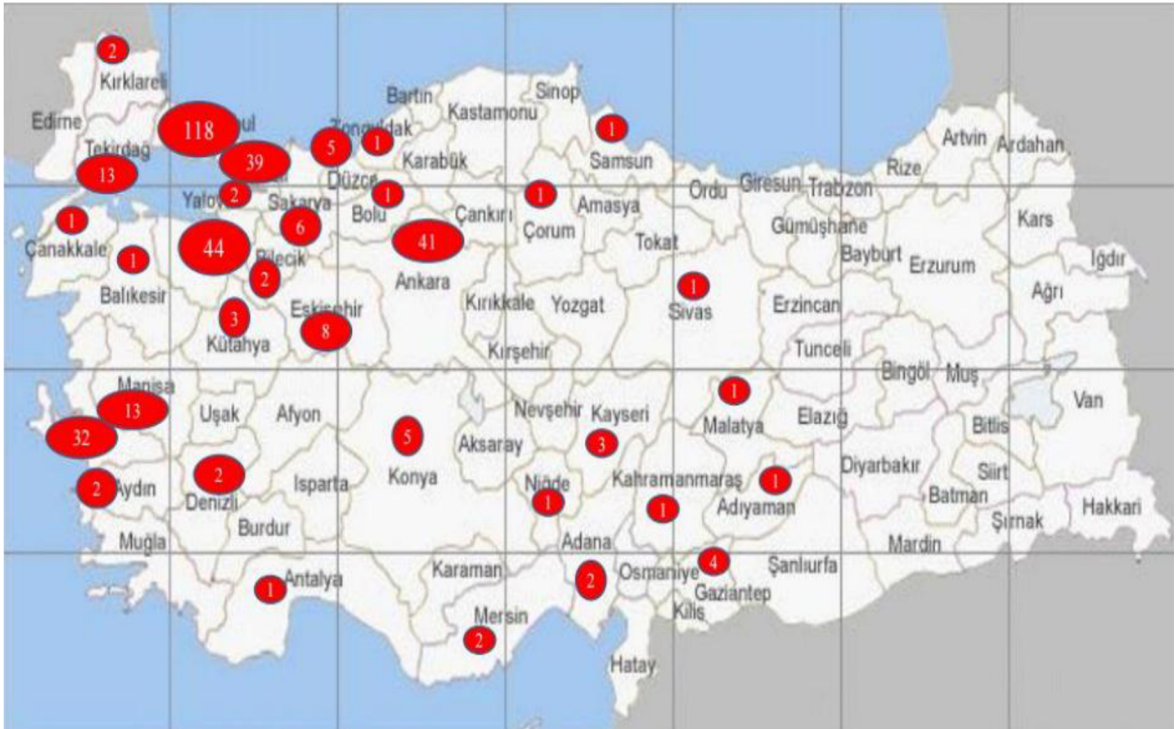 2
Kırklareli
Edirne
118
Tekirdağ
13
39
5
1
Bartın
Kastamonu
Sinop
1
Samsun
Karabük
Düzce
2
Sakarya
6
Bolu
1
Çankırı
1
Çorum
Amasya
Ordu
Giresun
Trabzon
Rize
Artvin
Ardahan
Kars
Iğdır
Gümüşhane
Bayburt
Erzurum
Tokat
1
Çanakkale
1
Balıkesir
44
Bilecik
2
41
Ankara
Kırıkkale
Yozgat
1
Sivas
Erzincan
Ağrı
3
Kütahya
Eskişehir
8
Kırşehir
Tunceli
Bingöl
Muş
Van
Manisa
13
32
Uşak
Afyon
5
Konya
Aksaray
Nevşehir
Kayseri
3
1
Malatya
Elazığ
Bitlis
2
Aydın
2
Denizli
Isparta
Burdur
Niğde
1
Kahramanmaraş
1
1
Adıyaman
Diyarbakır
Siirt
Batman
Şırnak
Hakkari
Mardin
Muğla
1
Antalya
Karaman
Mersin
2
Adana
2
Osmaniye
4
Gaziantep
Kilis
Şanlıurfa
Hatay